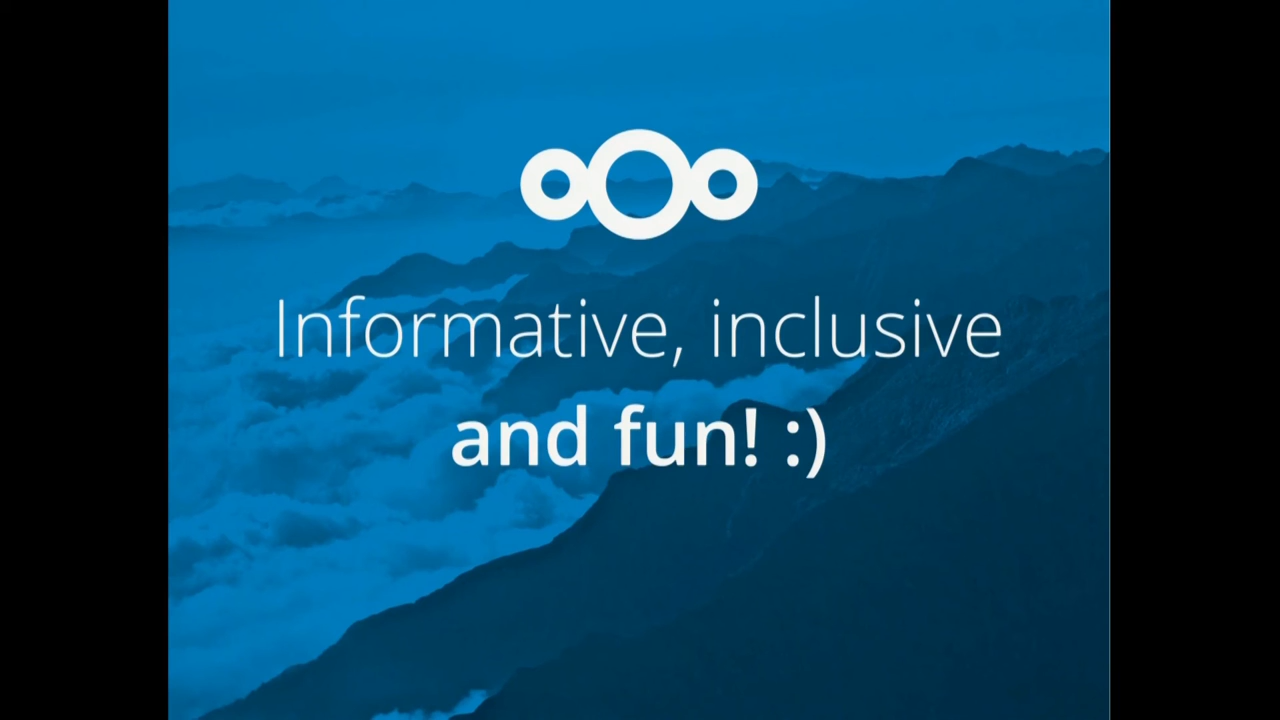 Informative, inclusive
and fun! :)